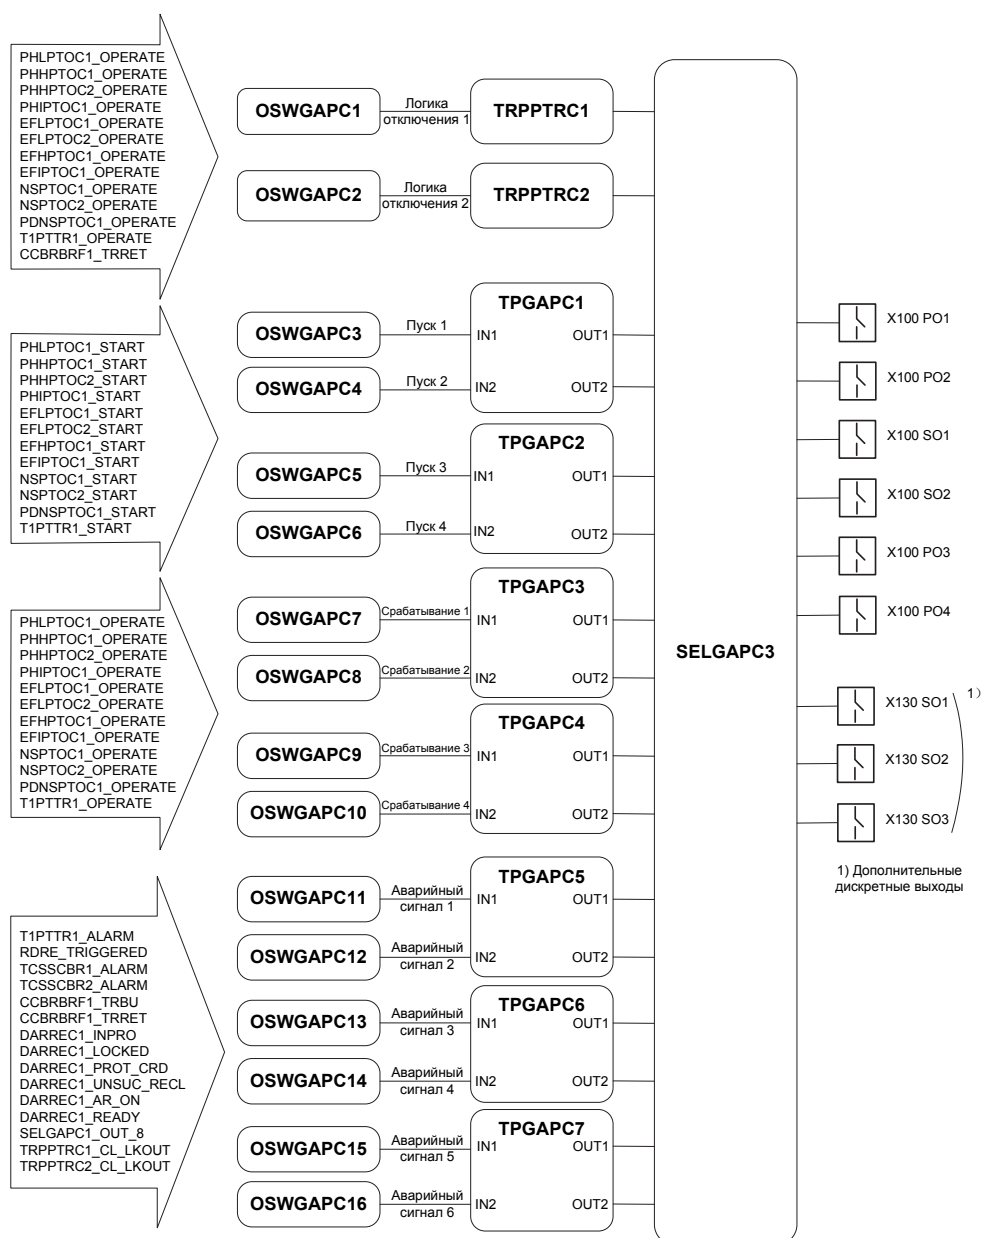 PHLPTOC1_OPERATE
PHHPTOC1_OPERATE
PHHPTOC2_OPERATE
PHIPTOC1_OPERATE
EFLPTOC1_OPERATE
EFLPTOC2_OPERATE
EFHPTOC1_OPERATE
EFIPTOC1_OPERATE
NSPTOC1_OPERATE
NSPTOC2_OPERATE
PDNSPTOC1_OPERATE
T1PTTR1_OPERATE
CCBRBRF1_TRRET
OSWGAPC1
Логика
отключения 1
TRPPTRC1
OSWGAPC2
Логика
отключения 2
TRPPTRC2
PHLPTOC1_START
PHHPTOC1_START
PHHPTOC2_START
PHIPTOC1_START
EFLPTOC1_START
EFLPTOC2_START
EFHPTOC1_START
EFIPTOC1_START
NSPTOC1_START
NSPTOC2_START
PDNSPTOC1_START
T1PTTR1_START
OSWGAPC3
Пуск 1
OSWGAPC4
Пуск 2
TPGAPC1
IN1
OUT1
IN2
OUT2
OSWGAPC5
Пуск 3
OSWGAPC6
Пуск 4
TPGAPC2
IN1
OUT1
IN2
OUT2
PHLPTOC1_OPERATE
PHHPTOC1_OPERATE
PHHPTOC2_OPERATE
PHIPTOC1_OPERATE
EFLPTOC1_OPERATE
EFLPTOC2_OPERATE
EFHPTOC1_OPERATE
EFIPTOC1_OPERATE
NSPTOC1_OPERATE
NSPTOC2_OPERATE
PDNSPTOC1_OPERATE
T1PTTR1_OPERATE
OSWGAPC7
Срабатывание 1
OSWGAPC8
Срабатывание 2
TPGAPC3
IN1
OUT1
IN2
OUT2
OSWGAPC9
Срабатывание 3
OSWGAPC10
Срабатывание 4
TPGAPC4
IN1
OUT1
IN2
OUT2
T1PTTR1_ALARM
RDRE_TRIGGERED
TCSSCBR1_ALARM
TCSSCBR2_ALARM
CCBRBRF1_TRBU
CCBRBRF1_TRRET
DARREC1_INPRO
DARREC1_LOCKED
DARREC1_PROT_CRD
DARREC1_UNSUC_RECL
DARREC1_AR_ON
DARREC1_READY
SELGAPC1_OUT_8
TRPPTRC1_CL_LKOUT
TRPPTRC2_CL_LKOUT
OSWGAPC11
Аварийный
сигнал 1
OSWGAPC12
Аварийный
сигнал 2
TPGAPC5
IN1
OUT1
IN2
OUT2
OSWGAPC13
Аварийный
сигнал 3
OSWGAPC14
Аварийный
сигнал 4
TPGAPC6
IN1
OUT1
IN2
OUT2
OSWGAPC15
Аварийный
сигнал 5
OSWGAPC16
Аварийный
сигнал 6
TPGAPC7
IN1
OUT1
IN2
OUT2
SELGAPC3
X100 PO1
X100 PO2
X100 SO1
X100 SO2
X100 PO3
X100 PO4
X130 SO1
1)
X130 SO2
X130 SO3
1) Дополнительные
дискретные выходы